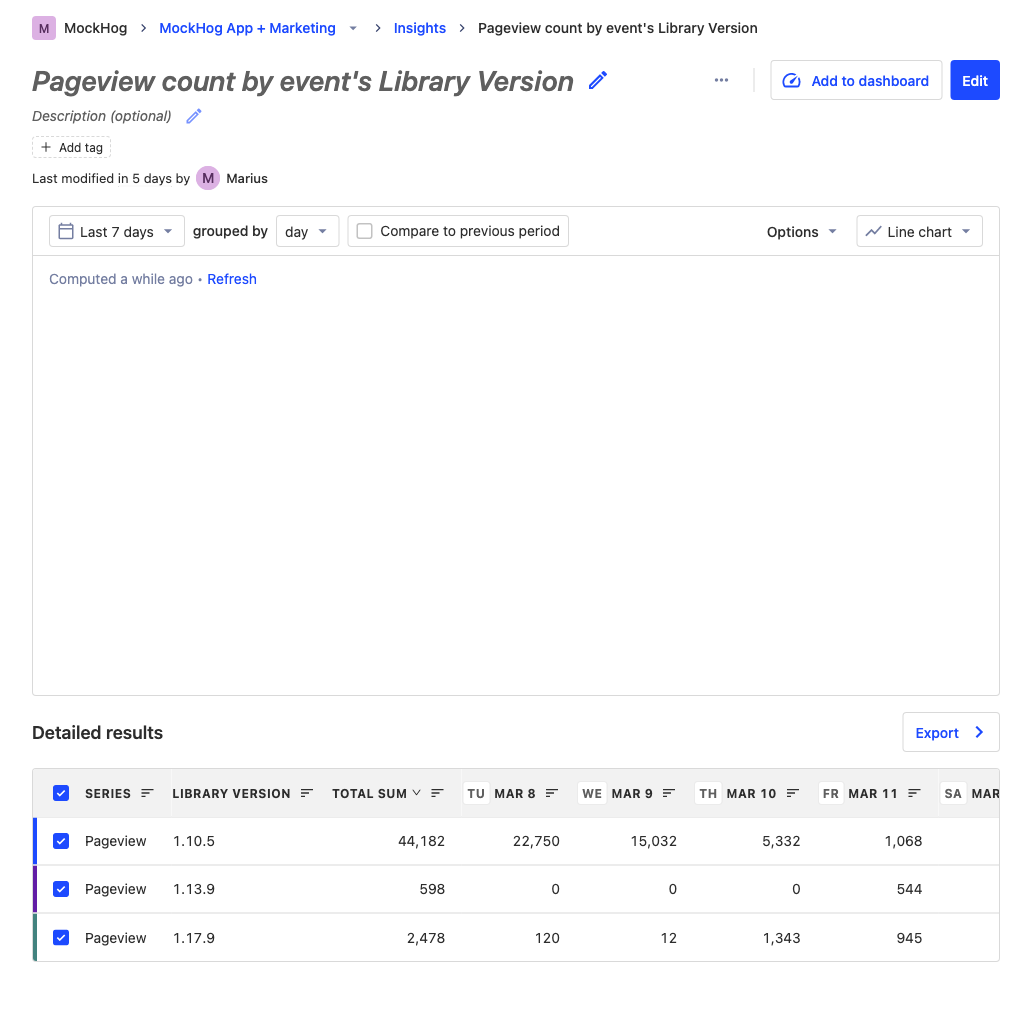 M MockHog > MockHog App + Marketing > Insights > Pageview count by event's Library Version
Pageview count by event's Library Version
Add to dashboard
Edit
Description (optional)
+ Add tag
Last modified in 5 days by M Marius
Last 7 days grouped by day Compare to previous period Options Line chart
Computed a while ago • Refresh
Detailed results
Export
SERIES LIBRARY VERSION TOTAL SUM TU MAR 8 WE MAR 9 TH MAR 10 FR MAR 11 SA MAR
Pageview 1.10.5 44,182 22,750 15,032 5,332 1,068
Pageview 1.13.9 598 0 0 0 544
Pageview 1.17.9 2,478 120 12 1,343 945